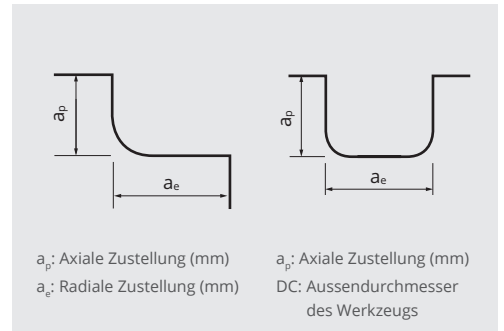 aₚ
aₑ
aₚ
aₑ
aₚ: Axiale Zustellung (mm)
aₑ: Radiale Zustellung (mm)
aₚ: Axiale Zustellung (mm)
DC: Aussendurchmesser
des Werkzeugs